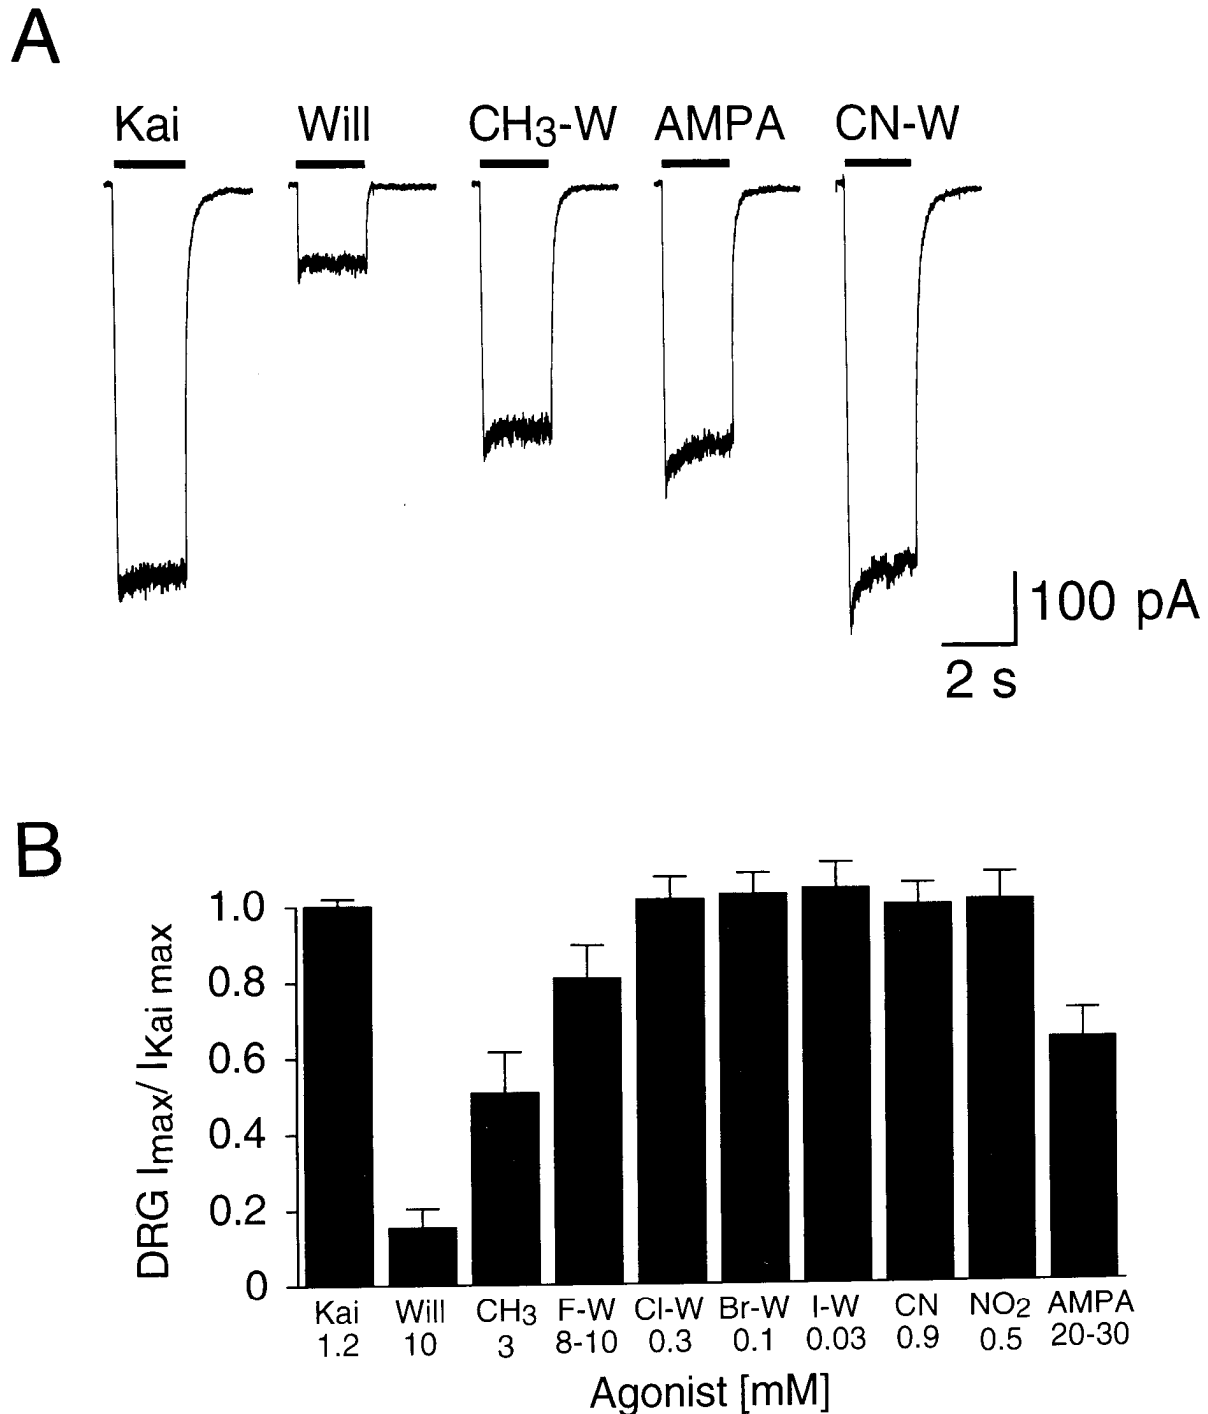 A
Kai Will CH3-W AMPA CN-W
100 pA
2 s
B
DRG Imax/ IKai max
1.0
0.8
0.6
0.4
0.2
0
Kai Will CH3 F-W Cl-W Br-W I-W CN NO2 AMPA
1.2 10 3 8-10 0.3 0.1 0.03 0.9 0.5 20-30
Agonist [mM]